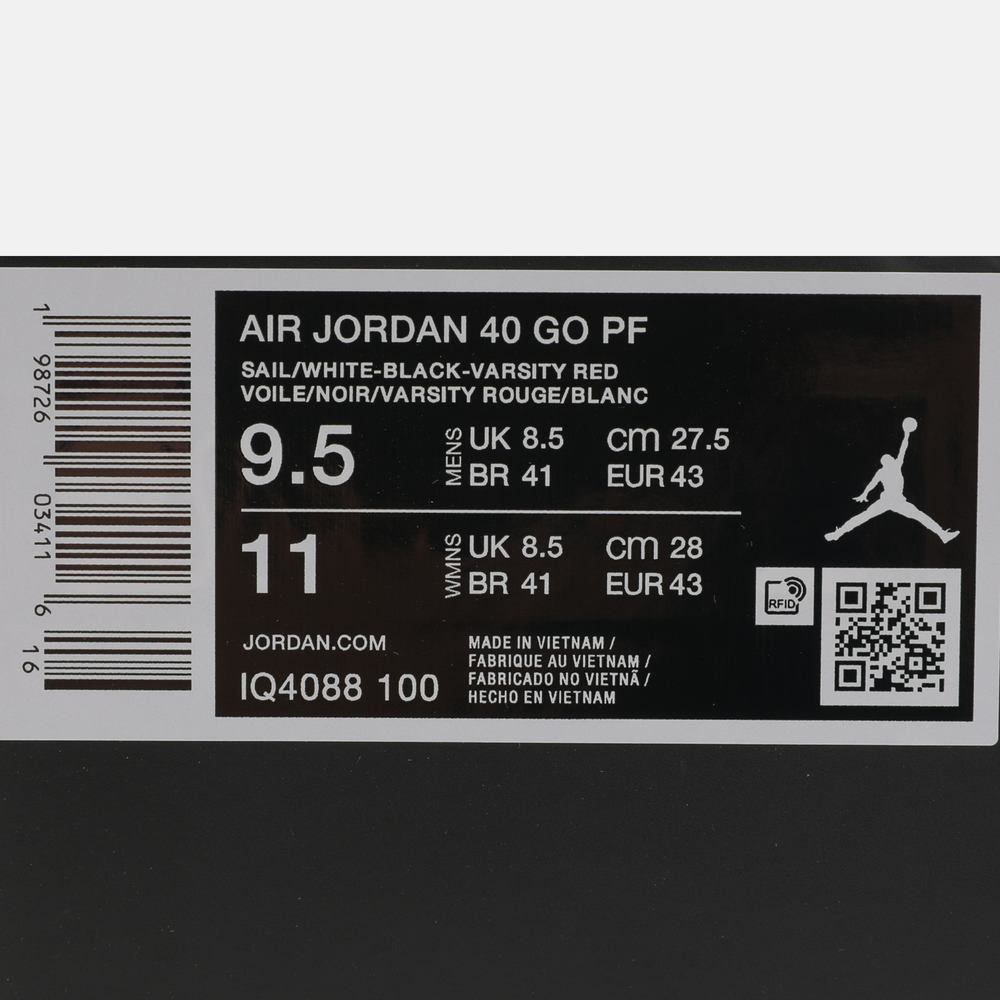 AIR JORDAN 40 GO PF
SAIL/WHITE-BLACK-VARSITY RED
VOILE/NOIR/VARSITY ROUGE/BLANC
9.5
MENS
UK 8.5
cm 27.5
BR 41
EUR 43
11
WMNS
UK 8.5
cm 28
BR 41
EUR 43
RFID
JORDAN.COM
IQ4088 100
MADE IN VIETNAM /
FABRIQUE AU VIETNAM /
FABRICADO NO VIETNÃ /
HECHO EN VIETNAM
1 98726 03411 6 16